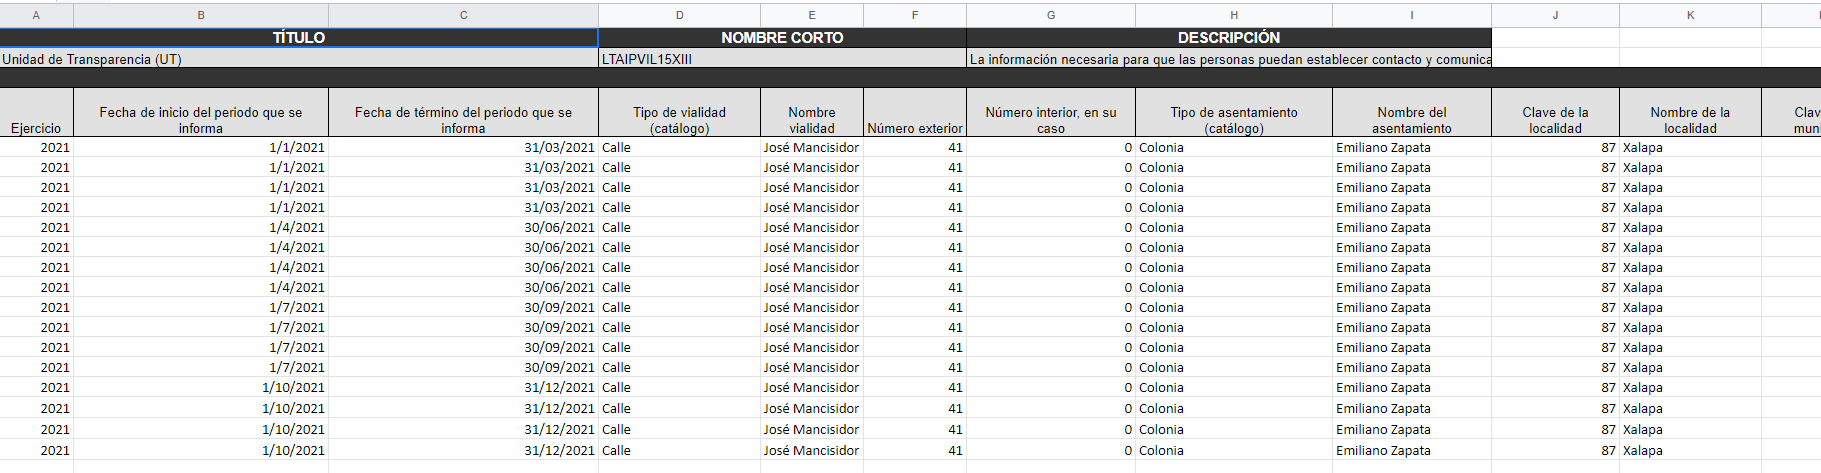 A B C D E F G H I J K
TÍTULO NOMBRE CORTO DESCRIPCIÓN
Unidad de Transparencia (UT) LTAIPVIL15XIII La información necesaria para que las personas puedan establecer contacto y comunica
Ejercicio Fecha de inicio del periodo que se informa Fecha de término del periodo que se informa Tipo de vialidad (catálogo) Nombre vialidad Número exterior Número interior, en su caso Tipo de asentamiento (catálogo) Nombre del asentamiento Clave de la localidad Nombre de la localidad Clav muni
2021 1/1/2021 31/03/2021 Calle José Mancisidor 41 0 Colonia Emiliano Zapata 87 Xalapa
2021 1/1/2021 31/03/2021 Calle José Mancisidor 41 0 Colonia Emiliano Zapata 87 Xalapa
2021 1/1/2021 31/03/2021 Calle José Mancisidor 41 0 Colonia Emiliano Zapata 87 Xalapa
2021 1/1/2021 31/03/2021 Calle José Mancisidor 41 0 Colonia Emiliano Zapata 87 Xalapa
2021 1/4/2021 30/06/2021 Calle José Mancisidor 41 0 Colonia Emiliano Zapata 87 Xalapa
2021 1/4/2021 30/06/2021 Calle José Mancisidor 41 0 Colonia Emiliano Zapata 87 Xalapa
2021 1/4/2021 30/06/2021 Calle José Mancisidor 41 0 Colonia Emiliano Zapata 87 Xalapa
2021 1/4/2021 30/06/2021 Calle José Mancisidor 41 0 Colonia Emiliano Zapata 87 Xalapa
2021 1/7/2021 30/09/2021 Calle José Mancisidor 41 0 Colonia Emiliano Zapata 87 Xalapa
2021 1/7/2021 30/09/2021 Calle José Mancisidor 41 0 Colonia Emiliano Zapata 87 Xalapa
2021 1/7/2021 30/09/2021 Calle José Mancisidor 41 0 Colonia Emiliano Zapata 87 Xalapa
2021 1/7/2021 30/09/2021 Calle José Mancisidor 41 0 Colonia Emiliano Zapata 87 Xalapa
2021 1/10/2021 31/12/2021 Calle José Mancisidor 41 0 Colonia Emiliano Zapata 87 Xalapa
2021 1/10/2021 31/12/2021 Calle José Mancisidor 41 0 Colonia Emiliano Zapata 87 Xalapa
2021 1/10/2021 31/12/2021 Calle José Mancisidor 41 0 Colonia Emiliano Zapata 87 Xalapa
2021 1/10/2021 31/12/2021 Calle José Mancisidor 41 0 Colonia Emiliano Zapata 87 Xalapa